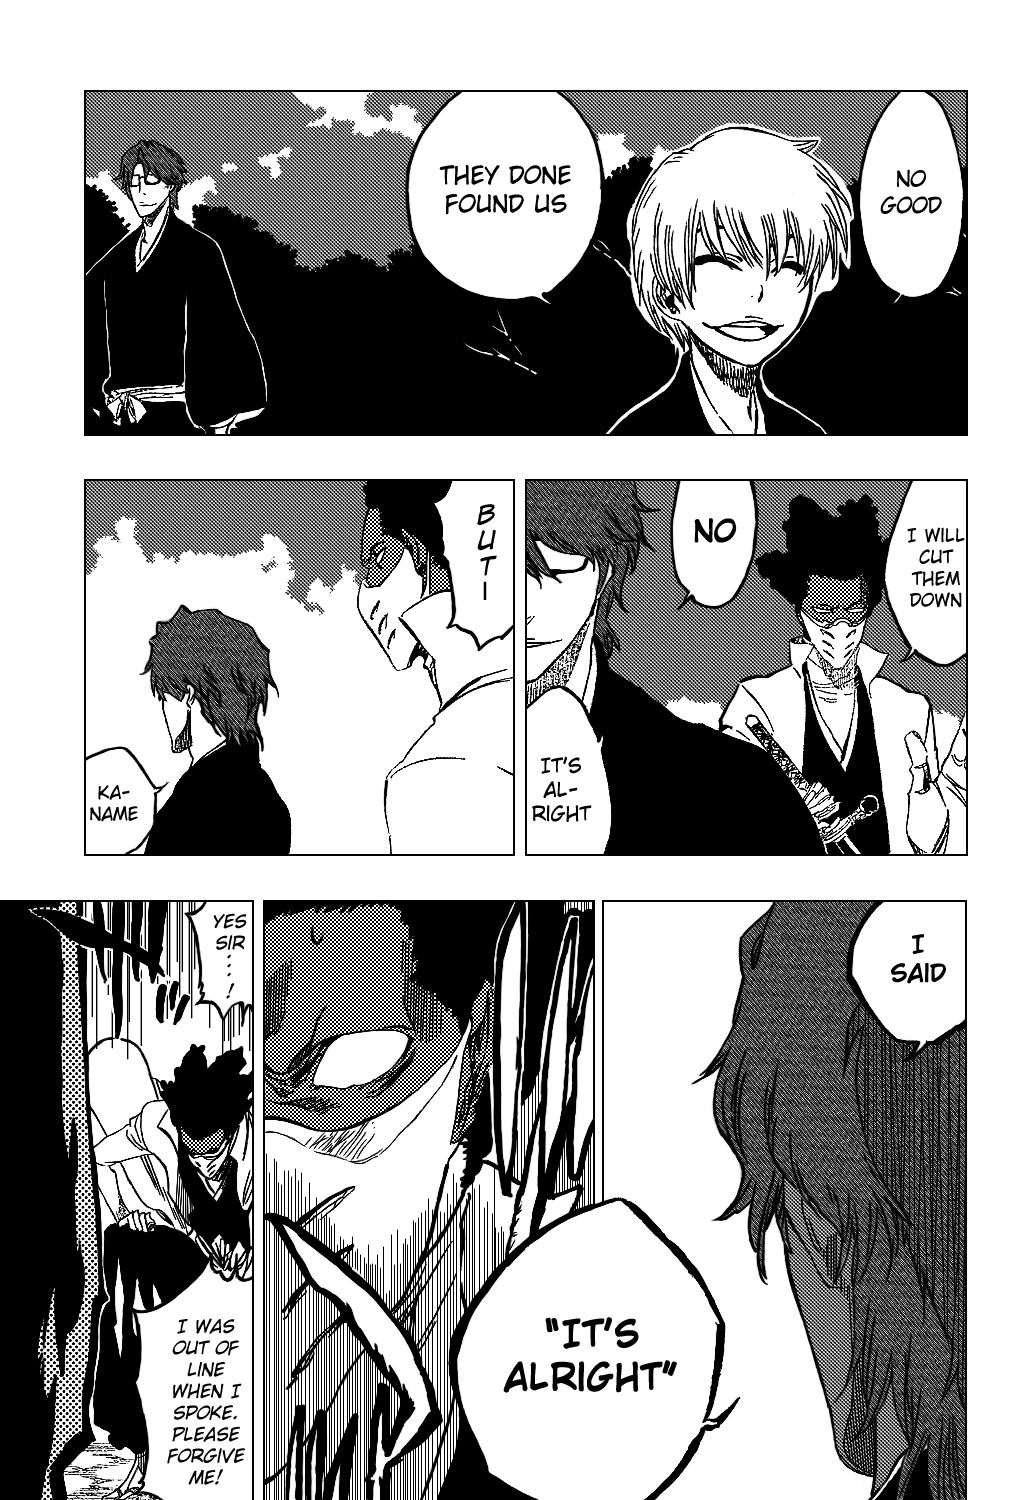 NO
GOOD
THEY DONE
FOUND US
I WILL
CUT
THEM
DOWN
NO
IT'S
AL-
RIGHT
B
U
T
I
KA-
NAME
I
SAID
"IT'S
ALRIGHT"
YES
SIR
...
!
I WAS
OUT OF
LINE
WHEN I
SPOKE.
PLEASE
FORGIVE
ME!